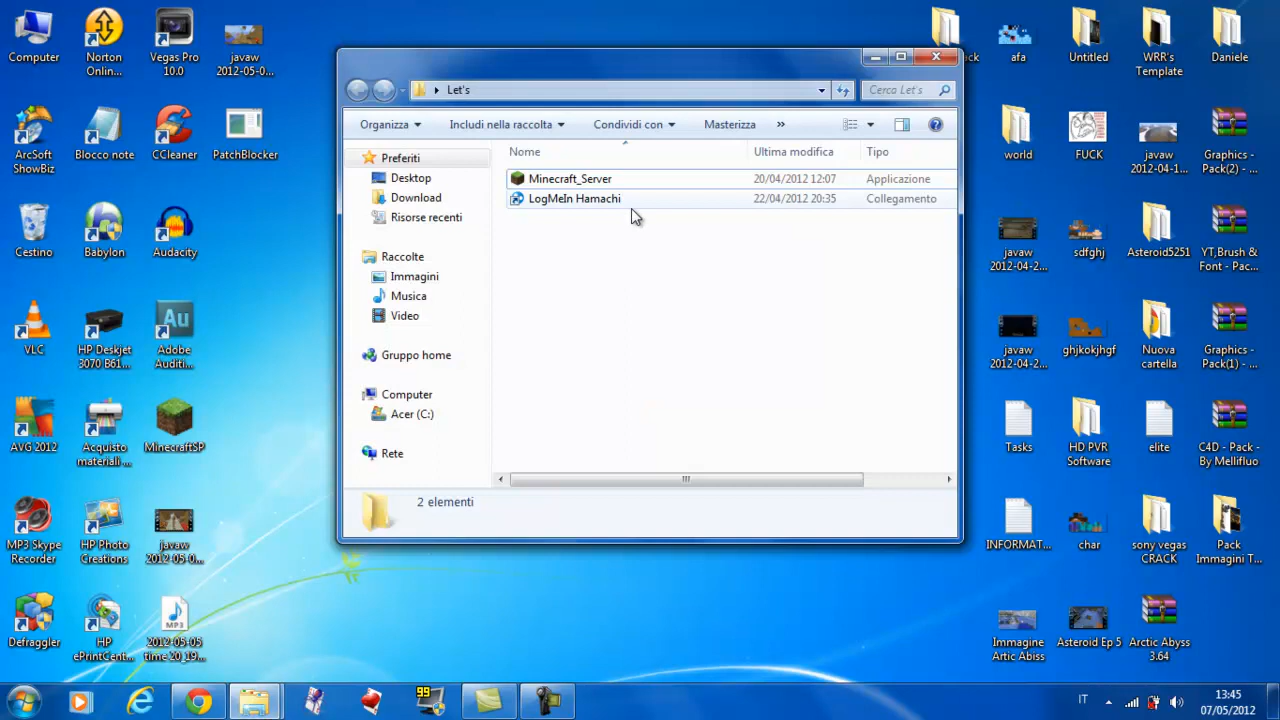 Computer
Norton
Online...
Vegas Pro
10.0
javaw
2012-05-0...
ArcSoft
ShowBiz
Blocco note
CCleaner
PatchBlocker
Cestino
Babylon
Audacity
VLC
HP Deskjet
3070 B61...
Adobe
Auditi...
AVG 2012
Acquisto
materiali ...
MinecraftSP
MP3 Skype
Recorder
HP Photo
Creations
javaw
2012-05-0...
Defraggler
HP
ePrintCent...
MP3
2012-05-05
time 20_19...
Let's
Cerca Let's
Organizza
Includi nella raccolta
Condividi con
Masterizza
»
Preferiti
Desktop
Download
Risorse recenti
Raccolte
Immagini
Musica
Video
Gruppo home
Computer
Acer (C:)
Rete
Nome
Ultima modifica
Tipo
Minecraft_Server
20/04/2012 12:07
Applicazione
LogMeIn Hamachi
22/04/2012 20:35
Collegamento
2 elementi
afa
Untitled
WRR's
Template
Daniele
world
FUCK
javaw
2012-04-1...
Graphics -
Pack(2) - ...
javaw
2012-04-2...
sdfghj
Asteroid5251
YT,Brush &
Font - Pac...
javaw
2012-04-2...
ghjkokjhgf
Nuova
cartella
Graphics -
Pack(1) - ...
Tasks
HD PVR
Software
elite
C4D - Pack -
By Mellifluo
INFORMAT...
char
sony vegas
CRACK
Pack
Immagini T...
Immagine
Artic Abiss
Asteroid Ep 5
Arctic Abyss
3.64
99
IT
13:45
07/05/2012